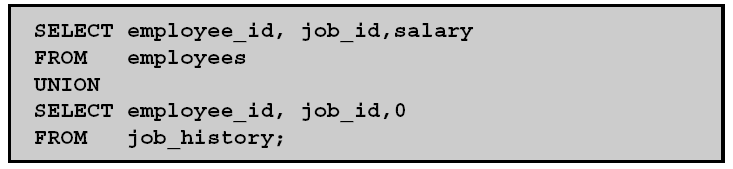 SELECT employee_id, job_id,salary
FROM   employees
UNION
SELECT employee_id, job_id,0
FROM   job_history;